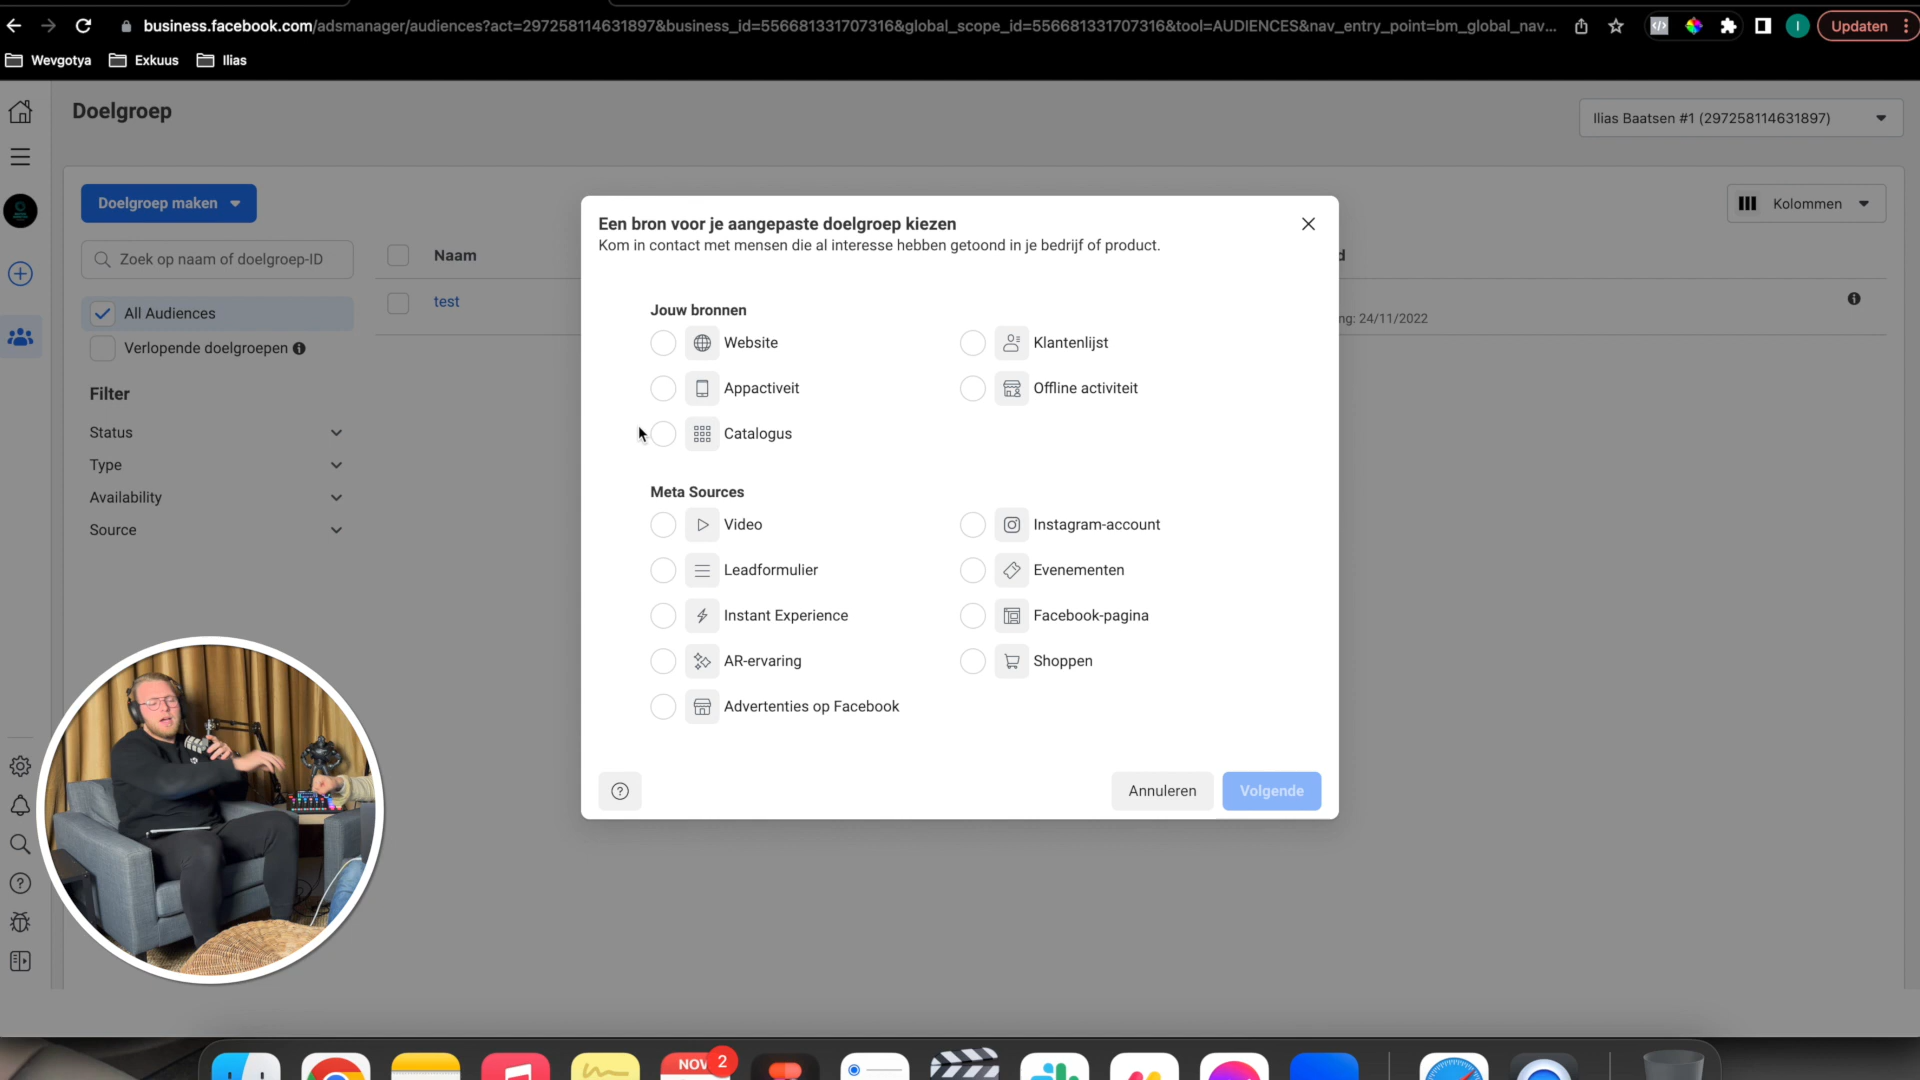 business.facebook.com/adsmanager/audiences?act=297258114631897&business_id=556681331707316&global_scope_id=556681331707316&tool=AUDIENCES&nav_entry_point=bm_global_nav...
I
Updaten
Wevgotya
Exkuus
Ilias
Doelgroep
Ilias Baatsen #1 (297258114631897)
Doelgroep maken
Kolommen
Zoek op naam of doelgroep-ID
Naam
d
All Audiences
test
ng: 24/11/2022
Verlopende doelgroepen
Filter
Status
Type
Availability
Source
Een bron voor je aangepaste doelgroep kiezen
Kom in contact met mensen die al interesse hebben getoond in je bedrijf of product.
Jouw bronnen
Website
Klantenlijst
Appactiveit
Offline activiteit
Catalogus
Meta Sources
Video
Instagram-account
Leadformulier
Evenementen
Instant Experience
Facebook-pagina
AR-ervaring
Shoppen
Advertenties op Facebook
Annuleren
Volgende
NOV
2